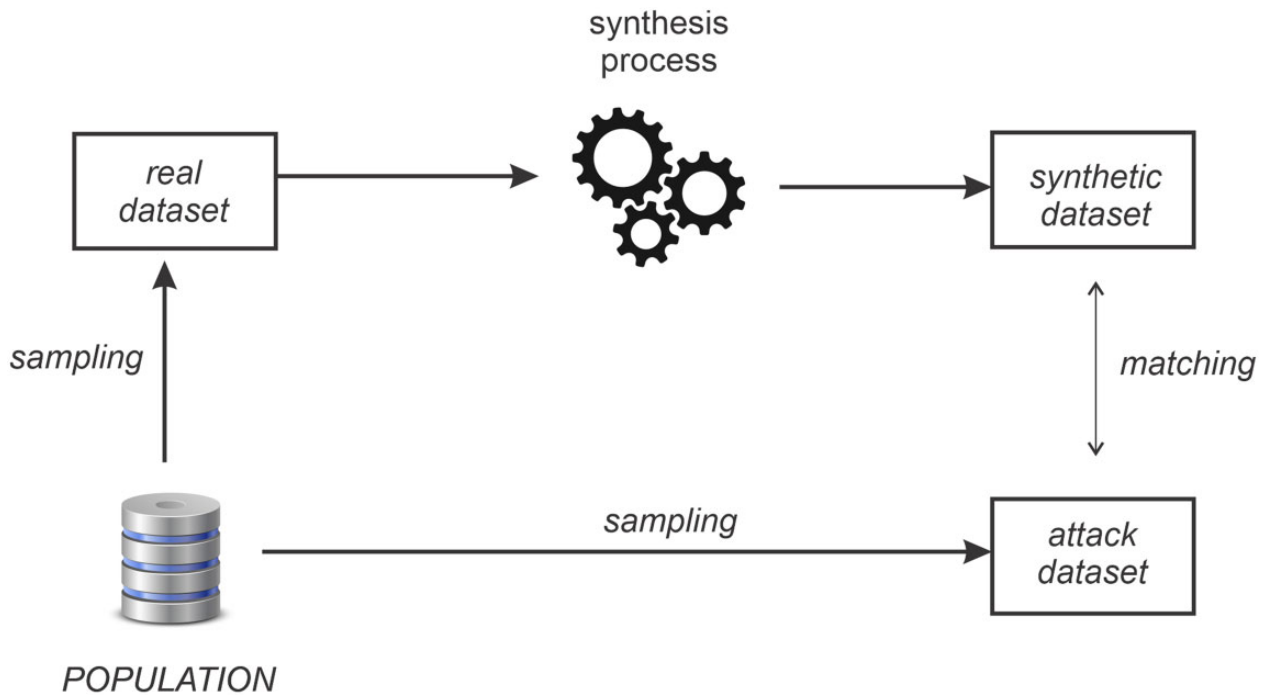 synthesis
process
real
dataset
synthetic
dataset
sampling
matching
sampling
attack
dataset
POPULATION